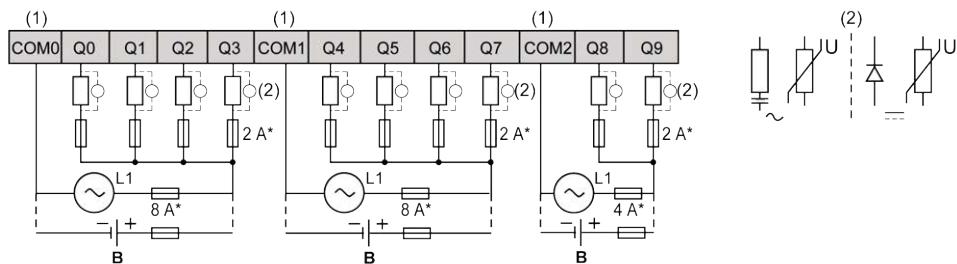 (1) (1) (1) (2)
COM0 Q0 Q1 Q2 Q3 COM1 Q4 Q5 Q6 Q7 COM2 Q8 Q9
U U
(2) (2) (2)
2 A* 2 A* 2 A*
L1 L1 L1
8 A* 8 A* 4 A*
− + − + − +
B B B